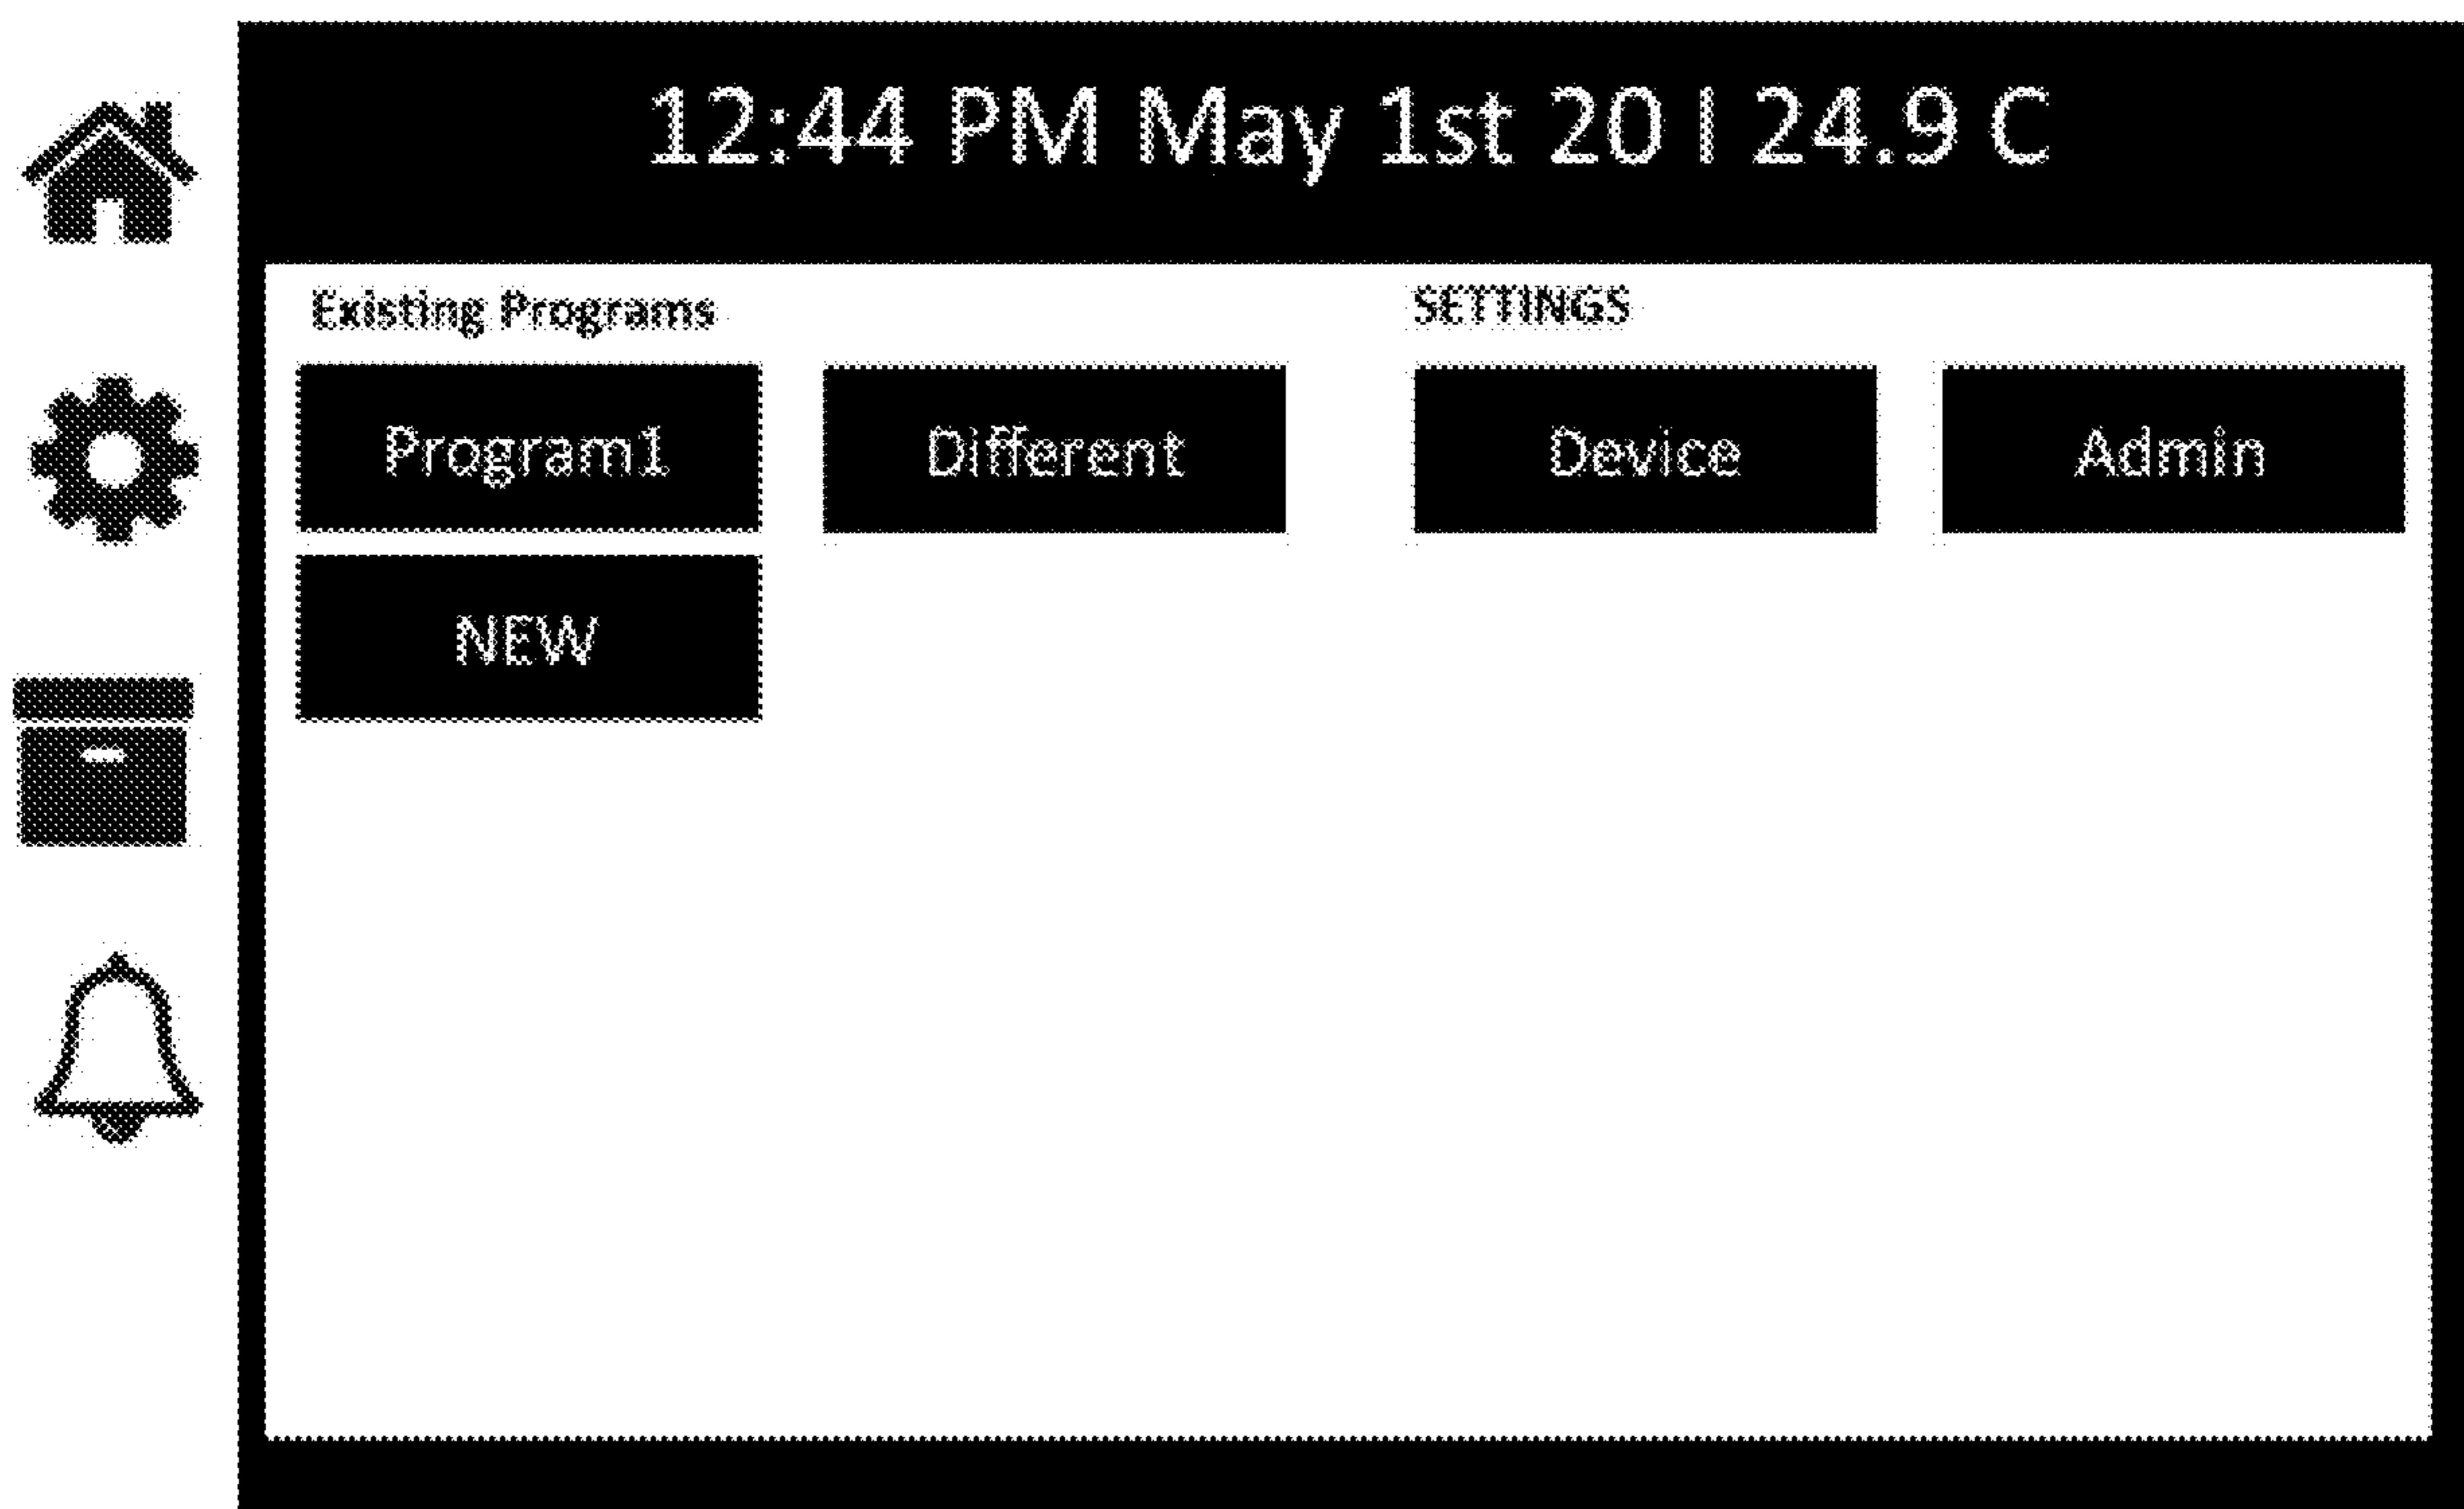 12:44 PM May 1st 20 I 24.9 C
Existing Programs
SETTINGS
Program1
Different
Device
Admin
NEW